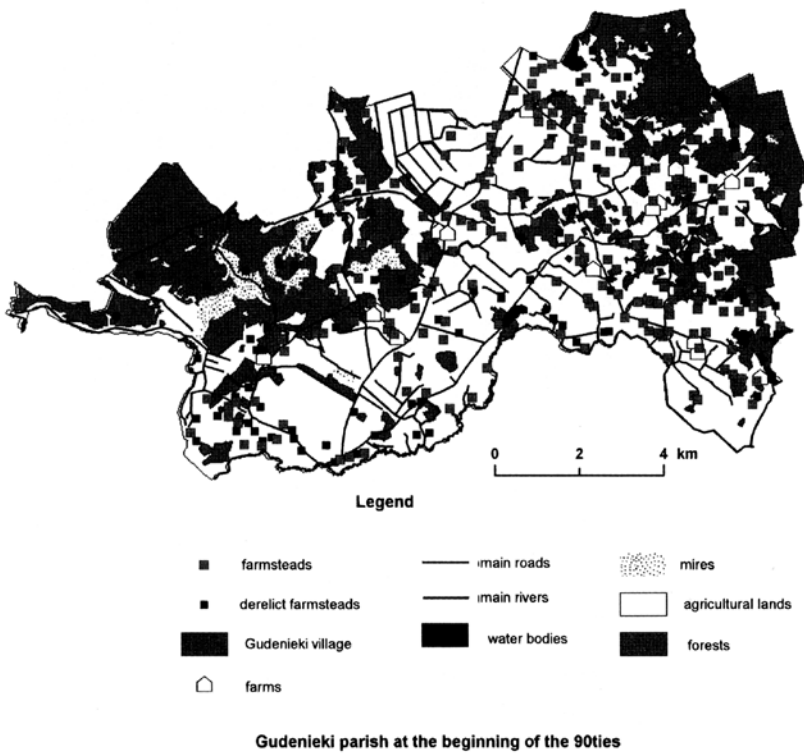 0 2 4 km
Legend
farmsteads
derelict farmsteads
Gudenieki village
farms
main roads
main rivers
water bodies
mires
agricultural lands
forests
Gudenieki parish at the beginning of the 90ties